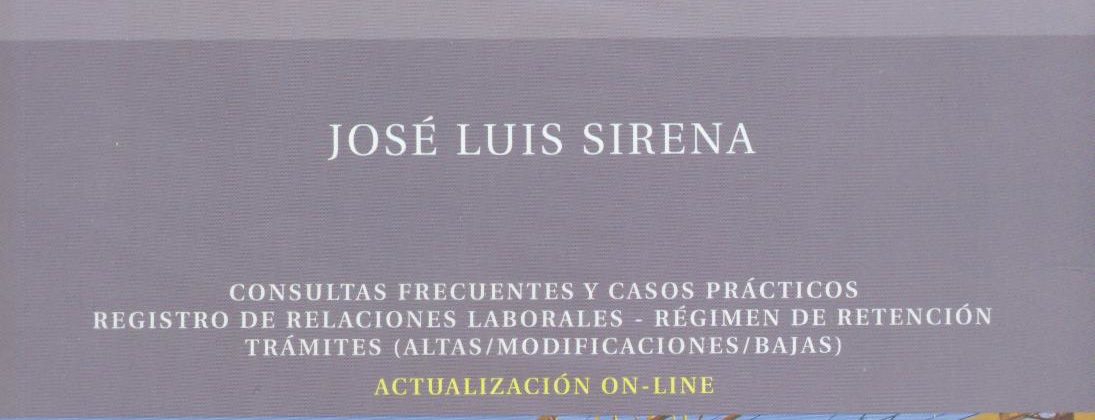 JOSÉ LUIS SIRENA
CONSULTAS FRECUENTES Y CASOS PRÁCTICOS
REGISTRO DE RELACIONES LABORALES - RÉGIMEN DE RETENCIÓN
TRÁMITES (ALTAS/MODIFICACIONES/BAJAS)
ACTUALIZACIÓN ON-LINE